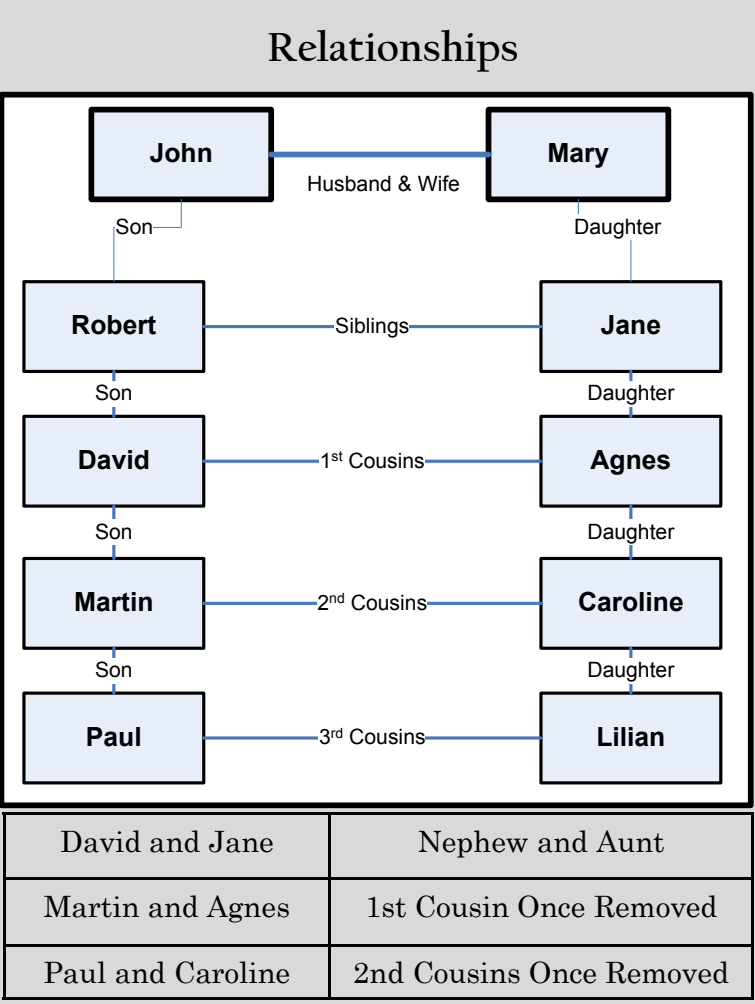 Relationships
John
Mary
Husband & Wife
Son
Daughter
Robert
Siblings
Jane
Son
Daughter
David
1st Cousins
Agnes
Son
Daughter
Martin
2nd Cousins
Caroline
Son
Daughter
Paul
3rd Cousins
Lilian
David and Jane
Nephew and Aunt
Martin and Agnes
1st Cousin Once Removed
Paul and Caroline
2nd Cousins Once Removed